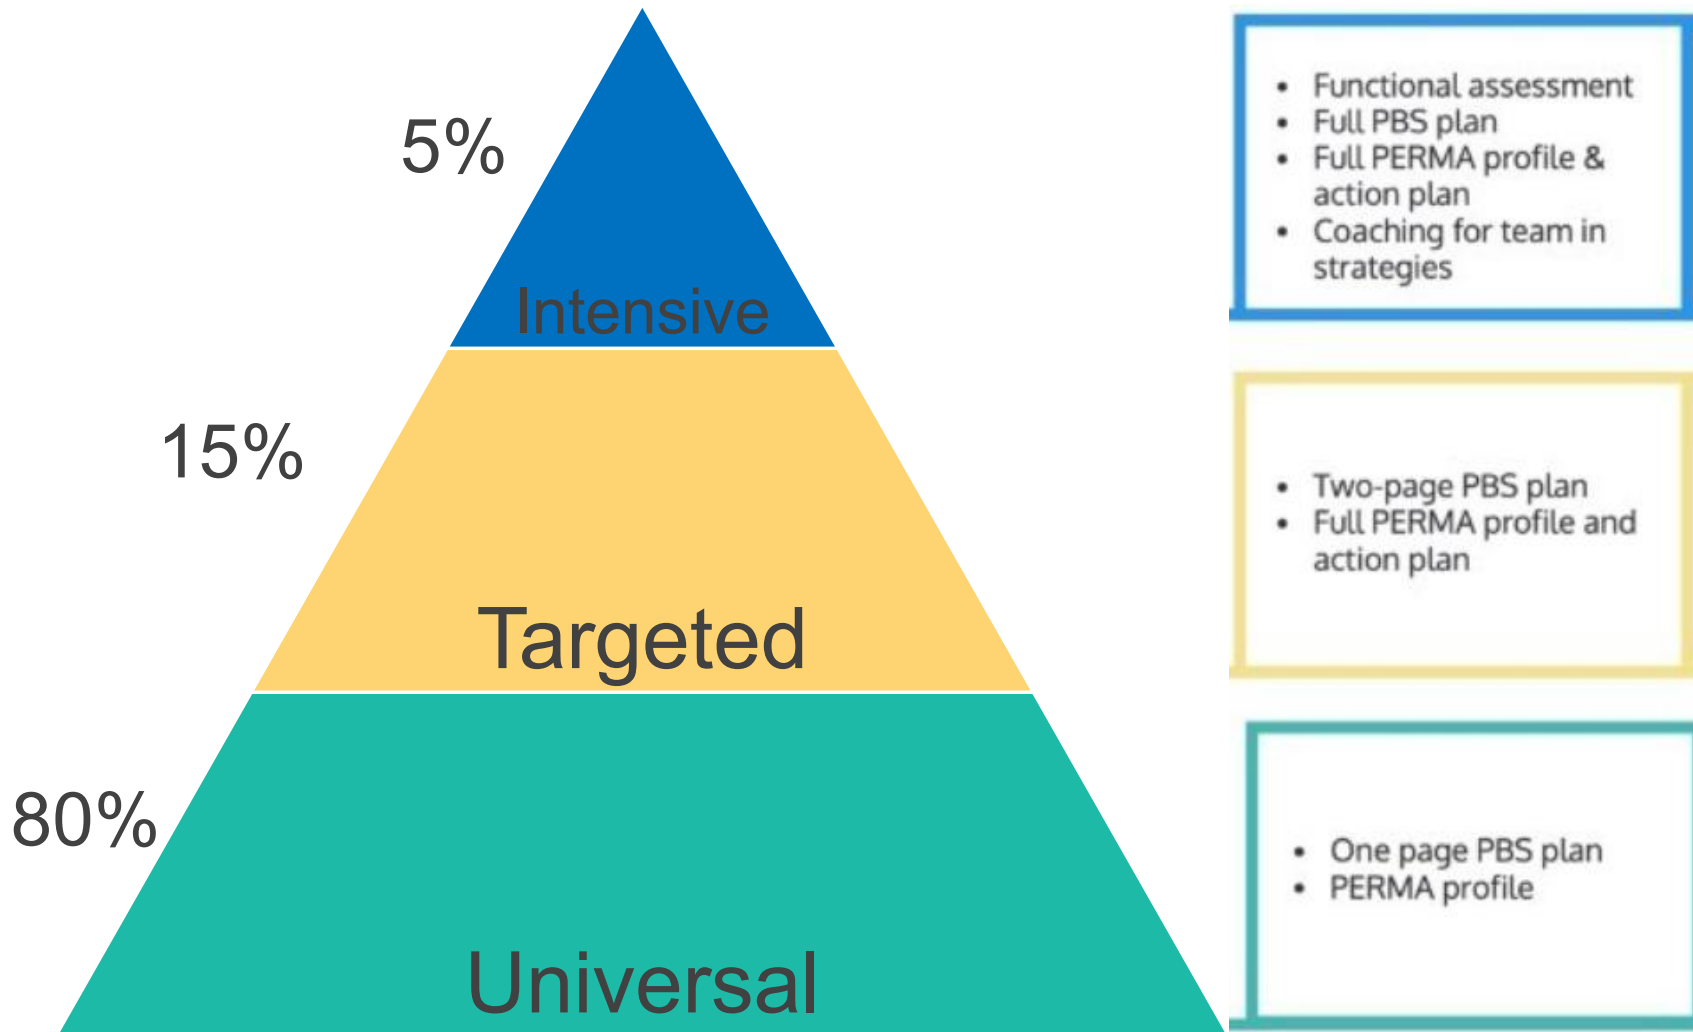 5%
Intensive
• Functional assessment
• Full PBS plan
• Full PERMA profile &
action plan
• Coaching for team in
strategies
15%
Targeted
• Two-page PBS plan
• Full PERMA profile and
action plan
80%
Universal
• One page PBS plan
• PERMA profile